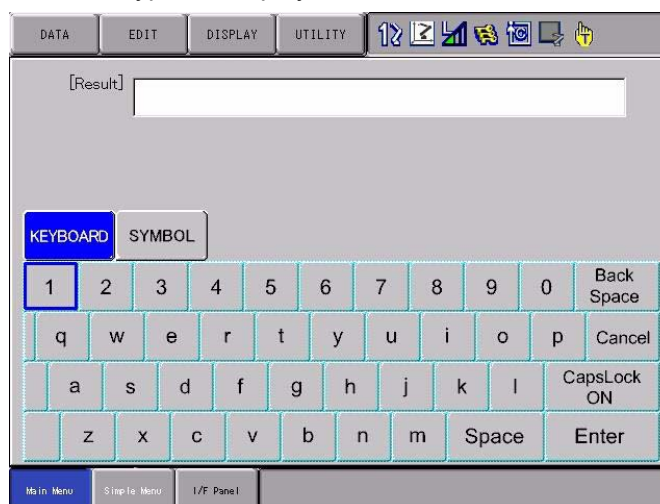 DATA EDIT DISPLAY UTILITY
[Result]
KEYBOARD SYMBOL
1 2 3 4 5 6 7 8 9 0 Back Space
q w e r t y u i o p Cancel
a s d f g h j k l CapsLock ON
z x c v b n m Space Enter
Main Menu Simple Menu I/F Panel